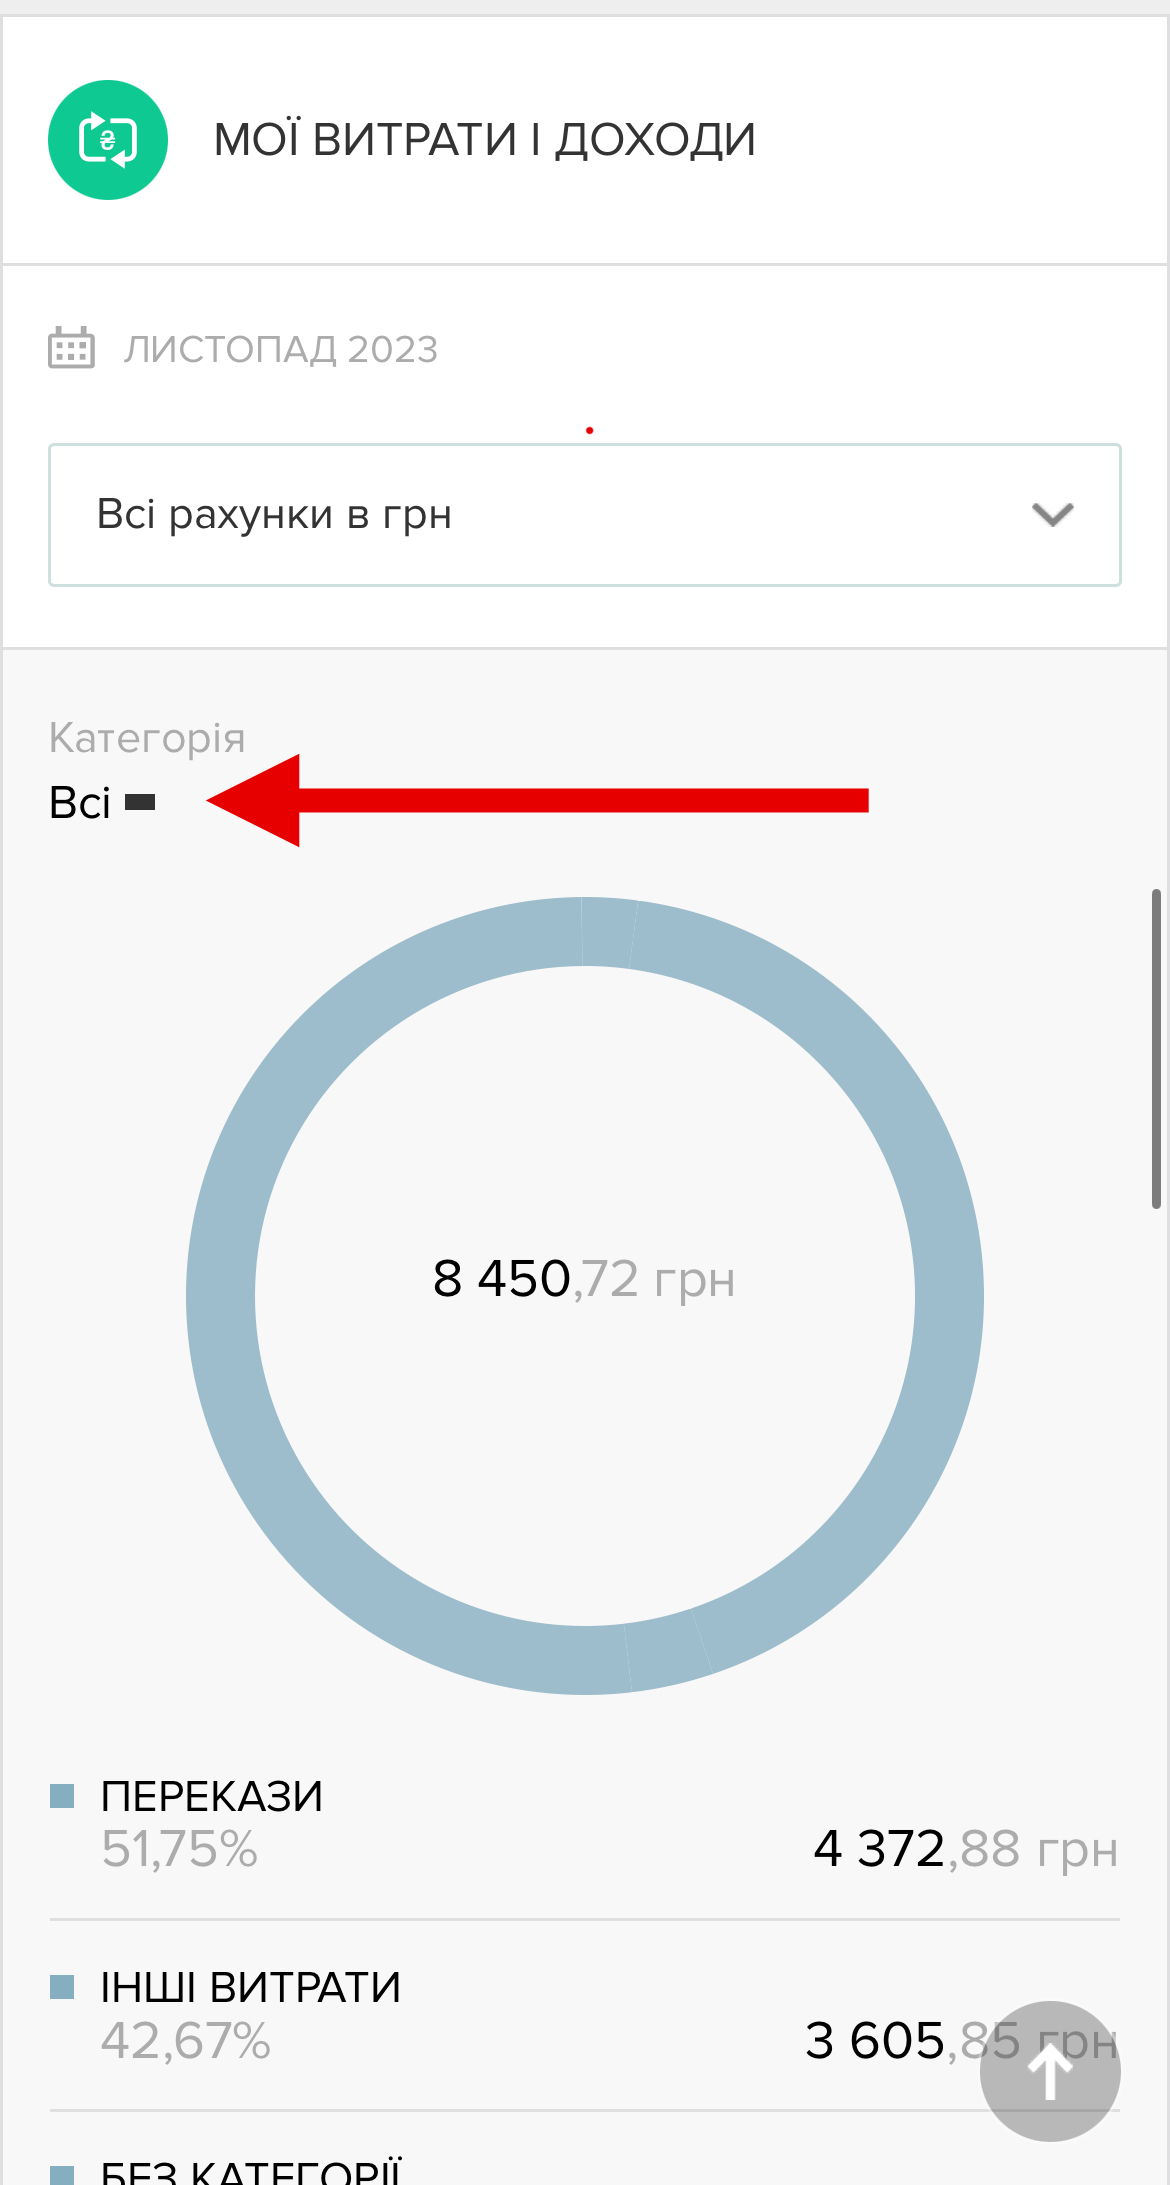 МОЇ ВИТРАТИ І ДОХОДИ
ЛИСТОПАД 2023
Всі рахунки в грн
Категорія
Всі
8 450,72 грн
ПЕРЕКАЗИ
51,75%
4 372,88 грн
ІНШІ ВИТРАТИ
42,67%
3 605,85 грн
БЕЗ КАТЕГОРІЇ